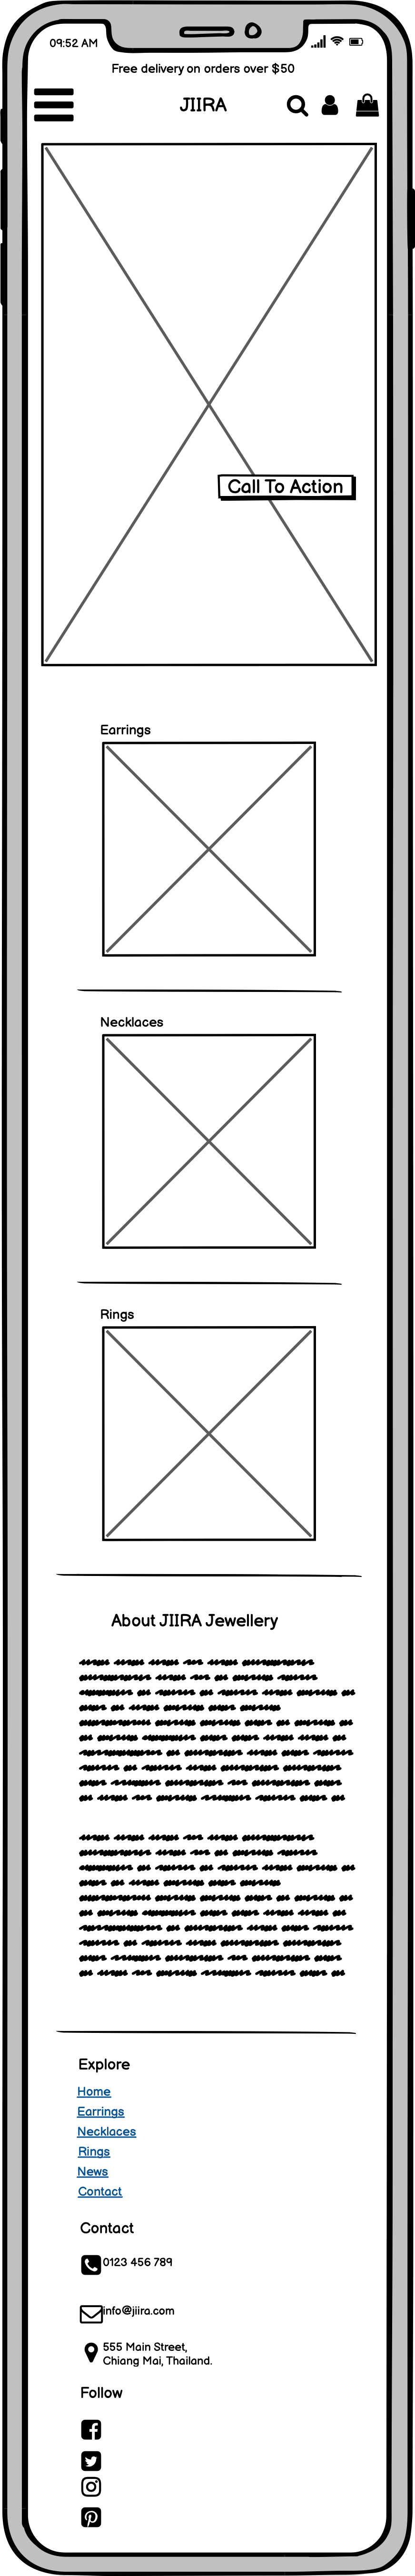 09:52 AM
Free delivery on orders over $50
JIIRA
Call To Action
Earrings
Necklaces
Rings
About JIIRA Jewellery
Explore
Home
Earrings
Necklaces
Rings
News
Contact
Contact
0123 456 789
info@jiira.com
555 Main Street,
Chiang Mai, Thailand.
Follow